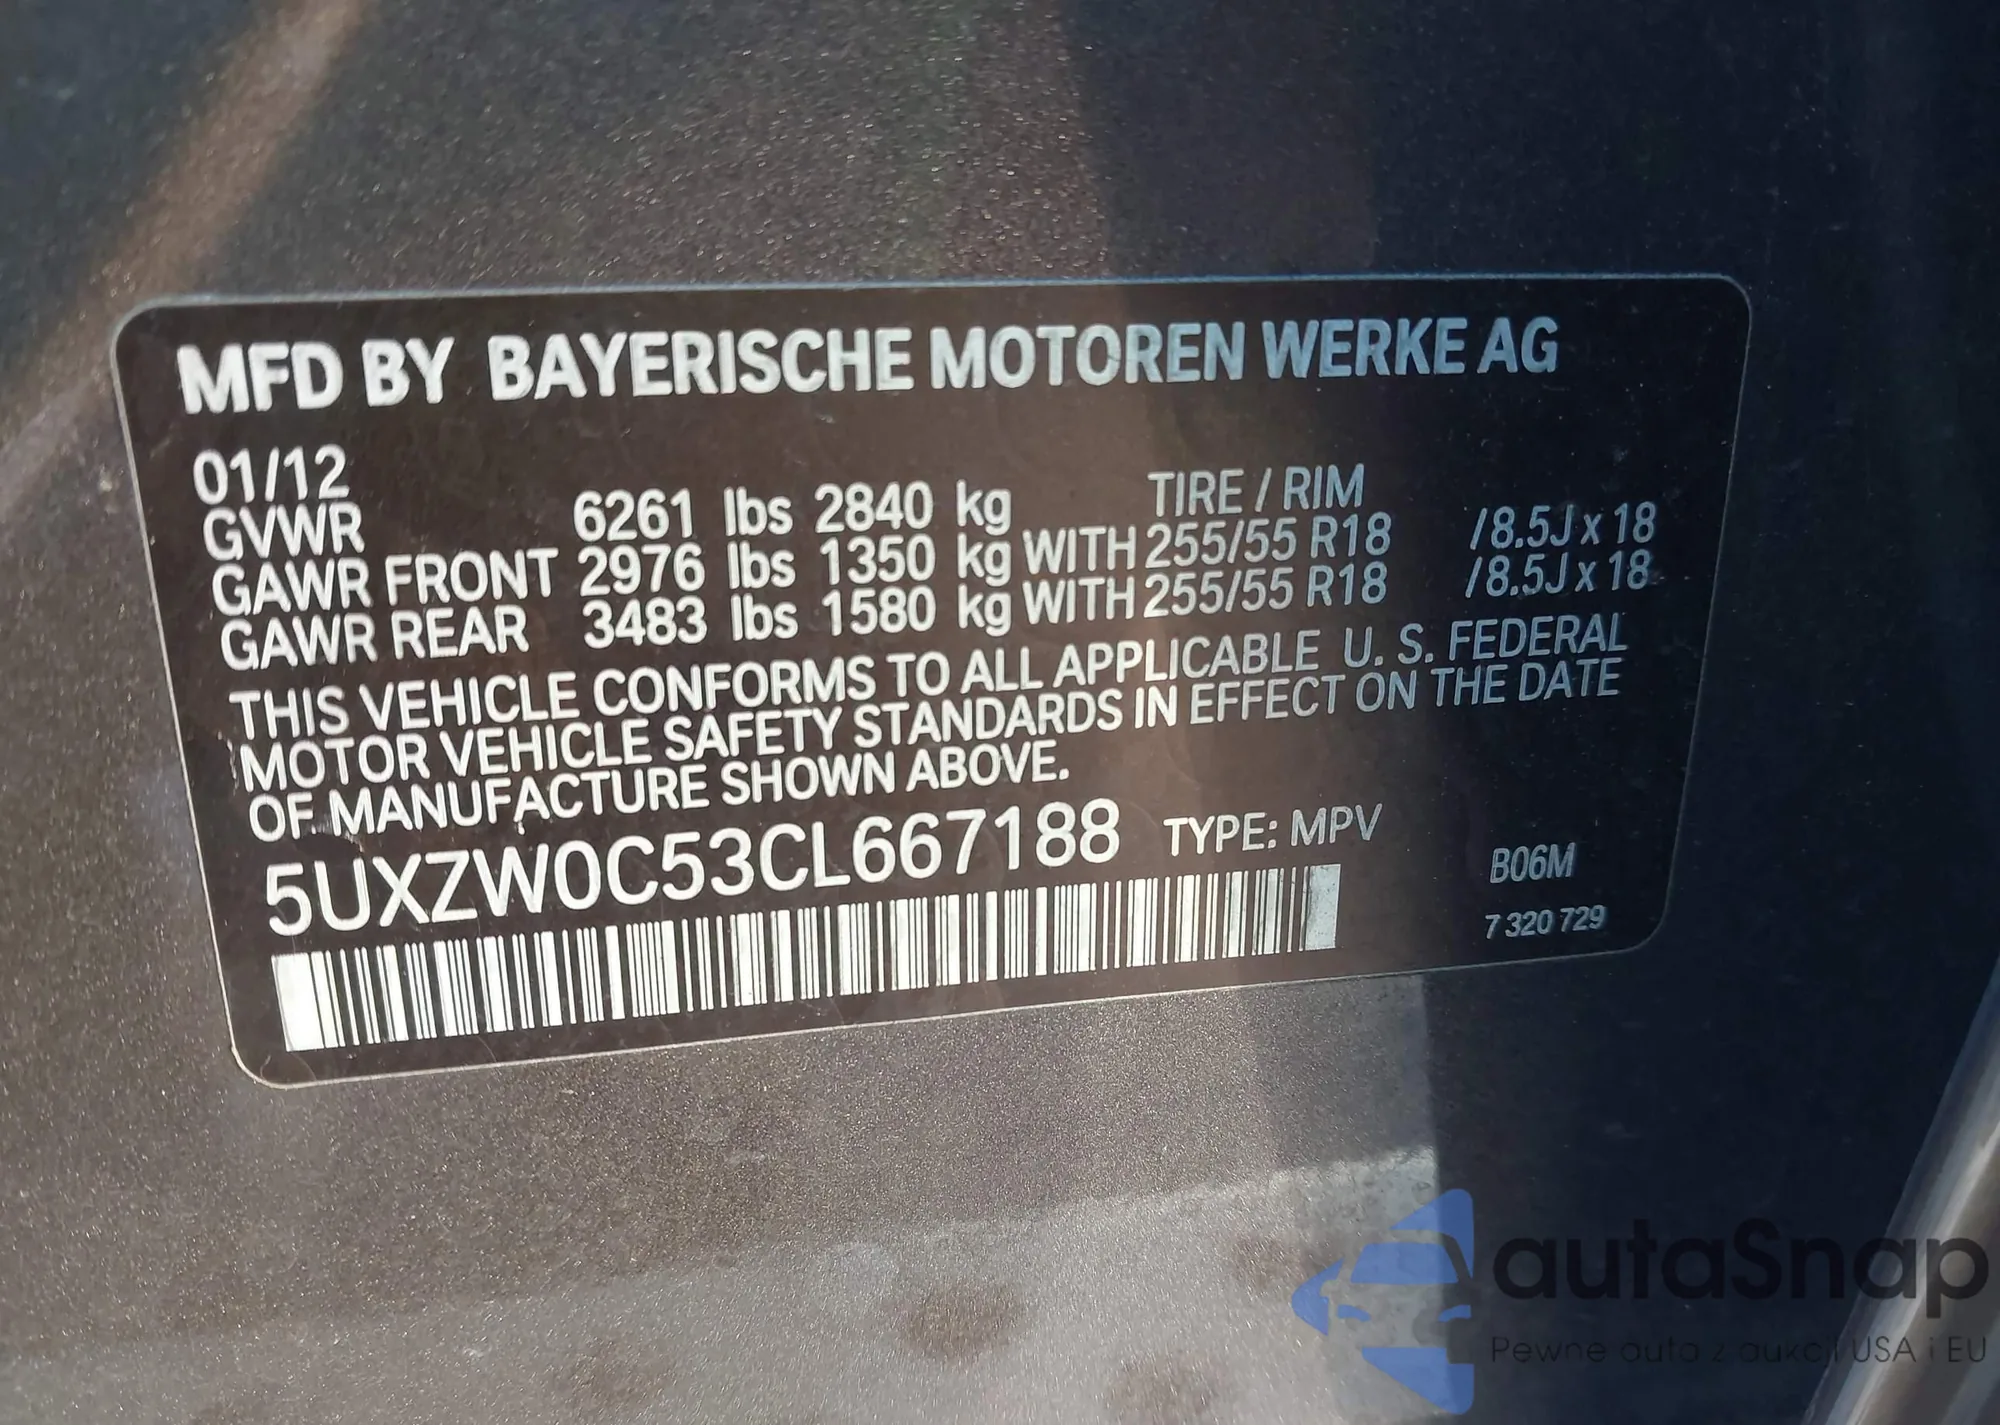 MFD BY BAYERISCHE MOTOREN WERKE AG
01/12 TIRE / RIM
GVWR 6261 lbs 2840 kg
GAWR FRONT 2976 lbs 1350 kg WITH 255/55 R18 /8.5J x 18
GAWR REAR 3483 lbs 1580 kg WITH 255/55 R18 /8.5J x 18
THIS VEHICLE CONFORMS TO ALL APPLICABLE U. S. FEDERAL
MOTOR VEHICLE SAFETY STANDARDS IN EFFECT ON THE DATE
OF MANUFACTURE SHOWN ABOVE.
5UXZW0C53CL667188 TYPE: MPV
B06M
7 320 729
autaSnap
Pewne auta z aukcji USA i EU